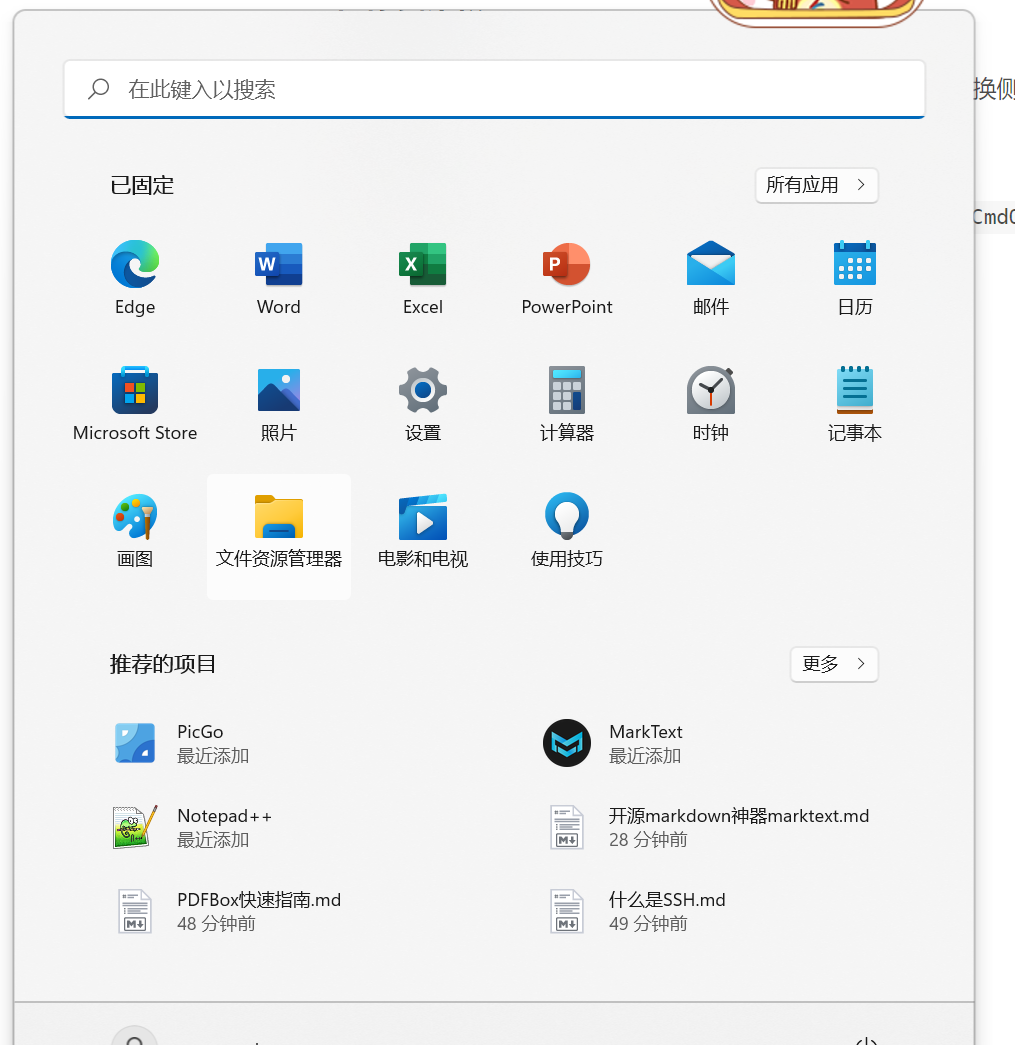 在此键入以搜索
换侧
已固定
所有应用
CmdO
Edge
Word
Excel
PowerPoint
邮件
日历
Microsoft Store
照片
设置
计算器
时钟
记事本
画图
文件资源管理器
电影和电视
使用技巧
推荐的项目
更多
PicGo
最近添加
MarkText
最近添加
Notepad++
最近添加
开源markdown神器marktext.md
28 分钟前
PDFBox快速指南.md
48 分钟前
什么是SSH.md
49 分钟前